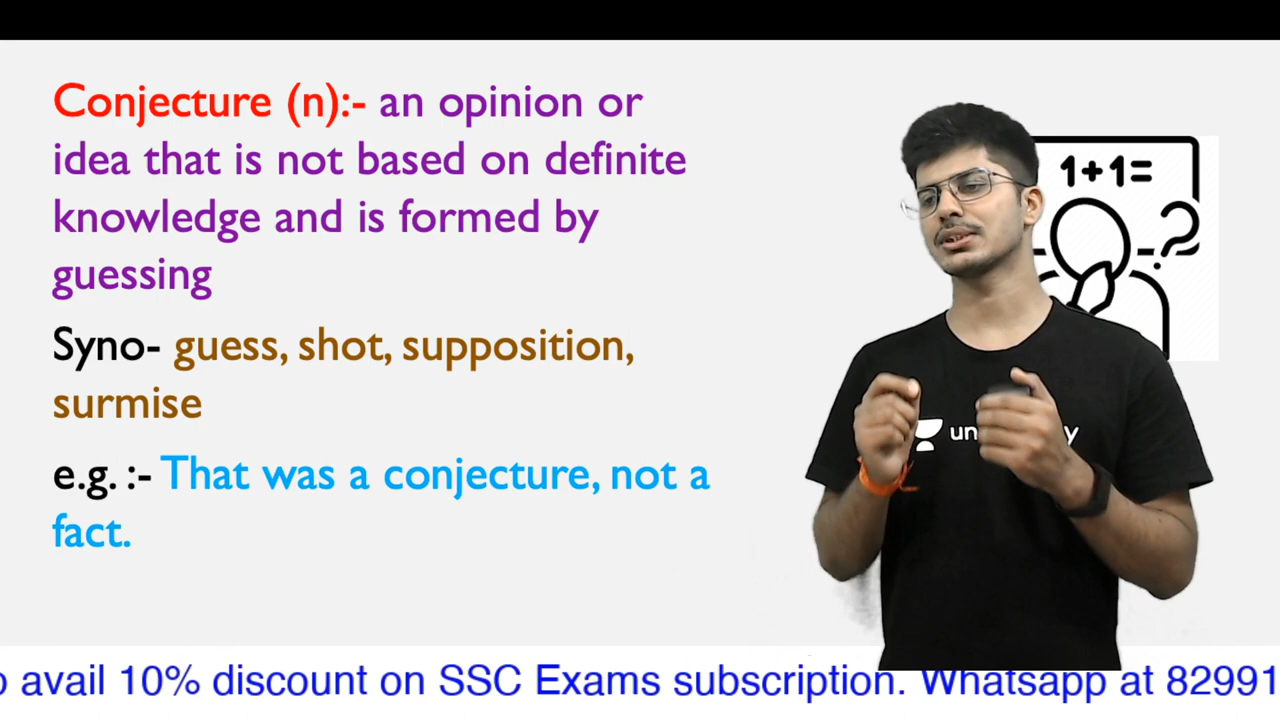 Conjecture (n):- an opinion or
idea that is not based on definite
knowledge and is formed by
guessing
Syno- guess, shot, supposition,
surmise
e.g. :- That was a conjecture, not a
fact.
1+1=
?
avail 10% discount on SSC Exams subscription. Whatsapp at 82991